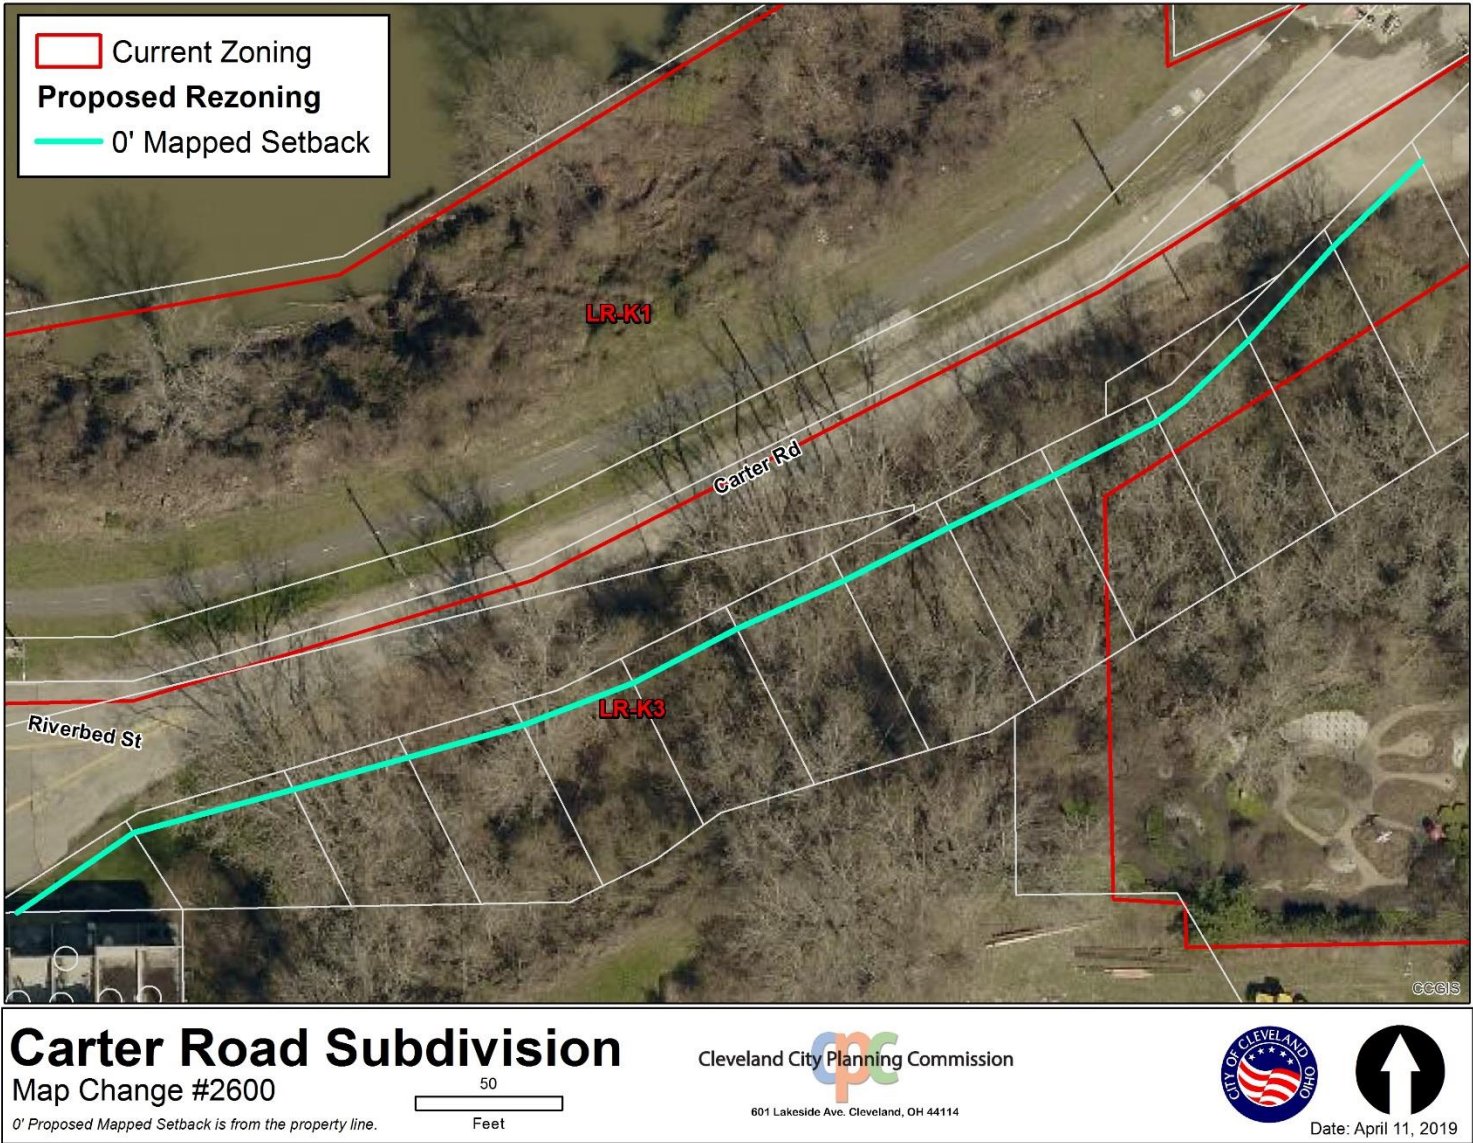 Current Zoning
Proposed Rezoning
0' Mapped Setback
LR-K1
Carter Rd
LR-K3
Riverbed St
CCGIS
Carter Road Subdivision
Map Change #2600
0' Proposed Mapped Setback is from the property line.
50
Feet
cpc
Cleveland City Planning Commission
601 Lakeside Ave. Cleveland, OH 44114
CITY OF CLEVELAND
OHIO
Date: April 11, 2019